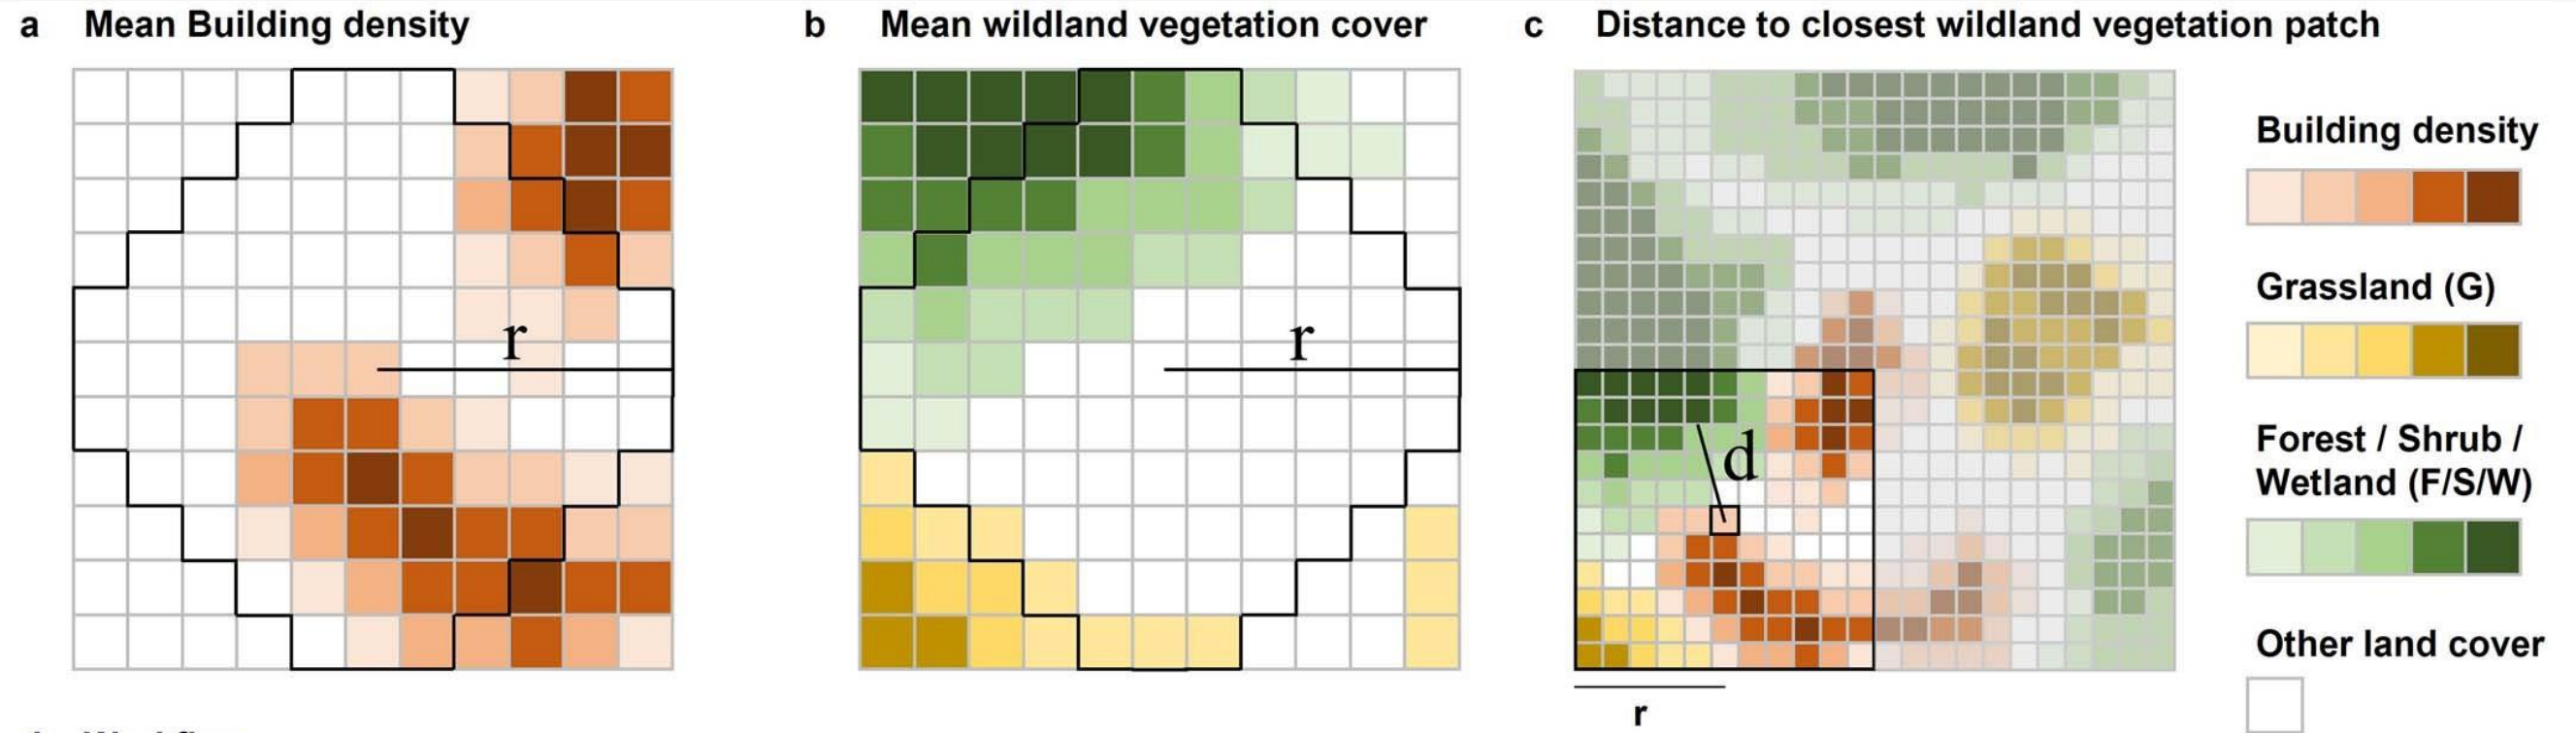 a Mean Building density
b Mean wildland vegetation cover
c Distance to closest wildland vegetation patch
r
r
d
r
Building density
Grassland (G)
Forest / Shrub /
Wetland (F/S/W)
Other land cover